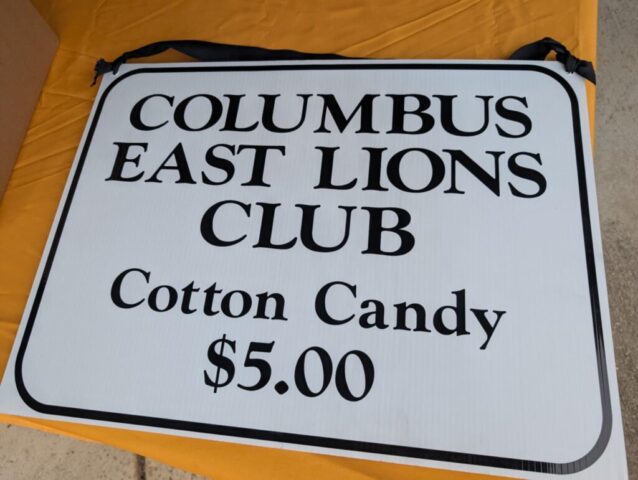 COLUMBUS
EAST LIONS
CLUB
Cotton Candy
$5.00